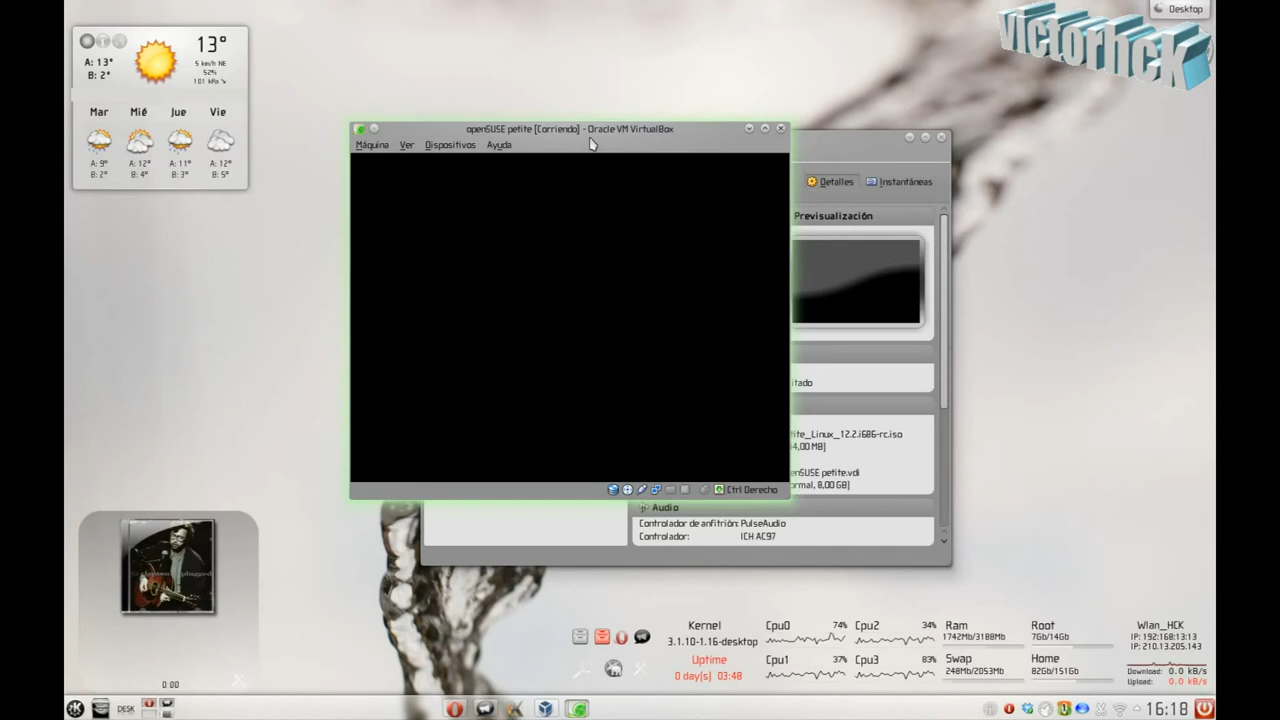 Desktop
victorhck
13°
A: 13°
B: 2°
5 km/h NE
52%
101 kPa
Mar Mié Jue Vie
A: 9° A: 12° A: 11° A: 12°
B: 2° B: 4° B: 3° B: 5°
openSUSE petite [Corriendo] - Oracle VM VirtualBox
Máquina Ver Dispositivos Ayuda
Detalles Instantáneas
Previsualización
itado
tite_Linux_12.2.i686-rc.iso
4,00 MB]
enSUSE petite.vdi
ormal, 8,00 GB]
Ctrl Derecho
Audio
Controlador de anfitrión: PulseAudio
Controlador: ICH AC97
clapton unplugged
0:00
Kernel
3.1.10-1.16-desktop
Uptime
0 day(s) 03:48
Cpu0 74%
Cpu2 34%
Cpu1 37%
Cpu3 83%
Ram
1742Mb/3188Mb
Swap
248Mb/2053Mb
Root
7Gb/14Gb
Home
82Gb/151Gb
Wlan_HCK
IP: 192.168.13.13
IP: 210.13.205.143
Download: 0.0 kB/s
Upload: 0.0 kB/s
DESK
16:18